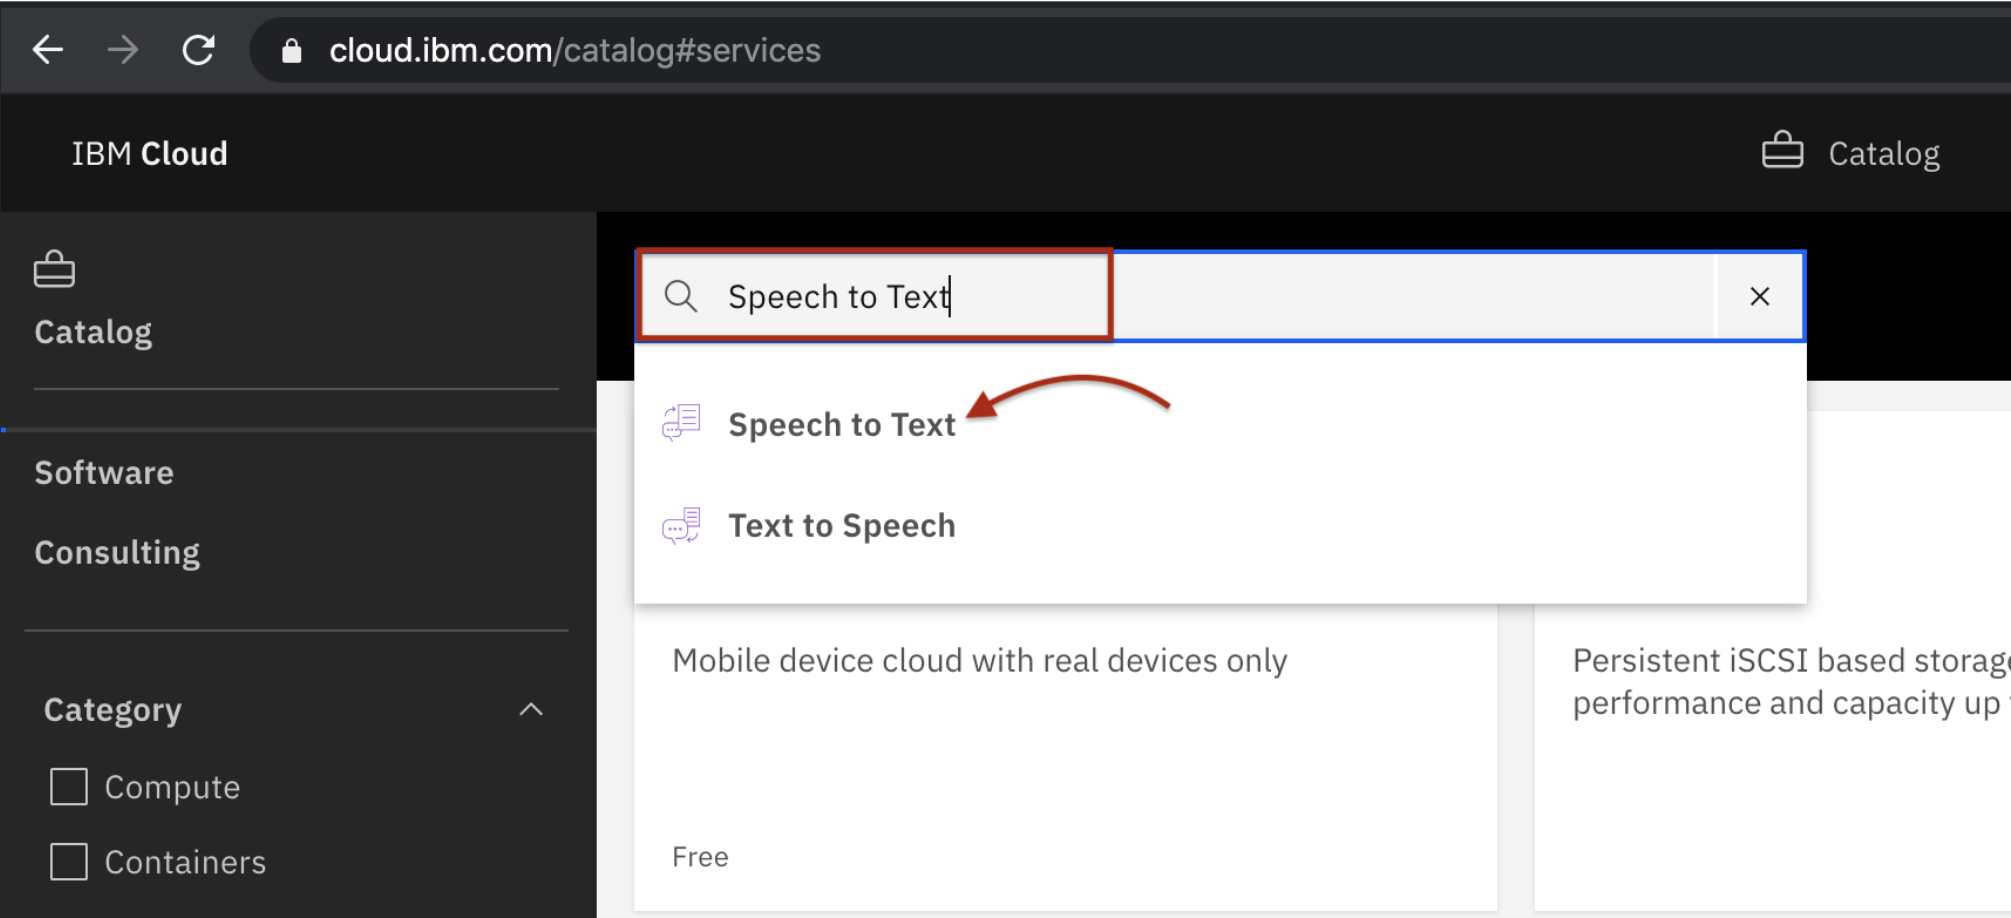 cloud.ibm.com/catalog#services
IBM Cloud
Catalog
Catalog
Software
Consulting
Category
Compute
Containers
Speech to Text
Speech to Text
Text to Speech
Mobile device cloud with real devices only
Free
Persistent iSCSI based storage
performance and capacity up